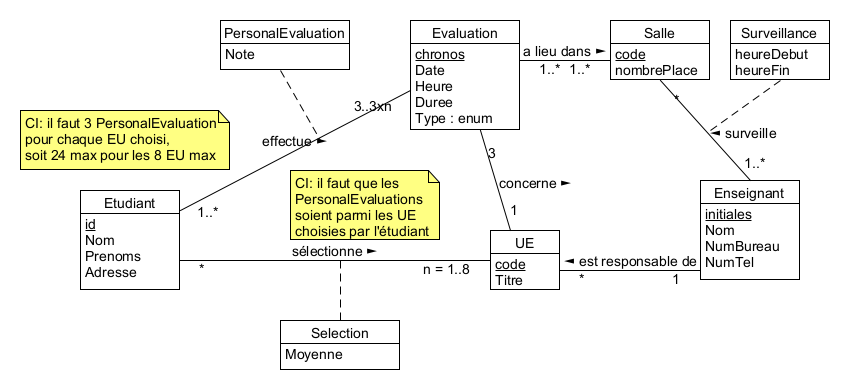 PersonalEvaluation
Note
Evaluation
chronos
Date
Heure
Duree
Type : enum
a lieu dans ►
1..* 1..*
Salle
code
nombrePlace
Surveillance
heureDebut
heureFin
3..3xn
*
CI: il faut 3 PersonalEvaluation
pour chaque EU choisi,
soit 24 max pour les 8 EU max
effectue ►
◄ surveille
3
1..*
CI: il faut que les
PersonalEvaluations
soient parmi les UE
choisies par l'étudiant
concerne ►
Etudiant
id
Nom
Prenoms
Adresse
1..*
1
Enseignant
initiales
Nom
NumBureau
NumTel
sélectionne ►
UE
code
Titre
◄ est responsable de
*
n = 1..8
*
1
Selection
Moyenne